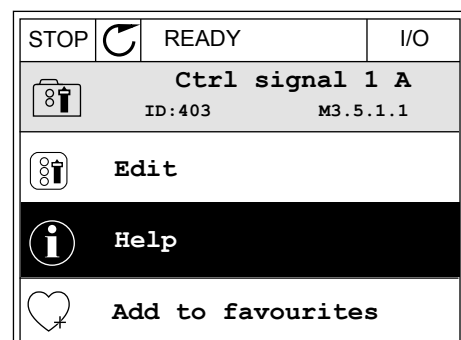 STOP READY I/O
Ctrl signal 1 A
ID:403 M3.5.1.1
Edit
Help
Add to favourites